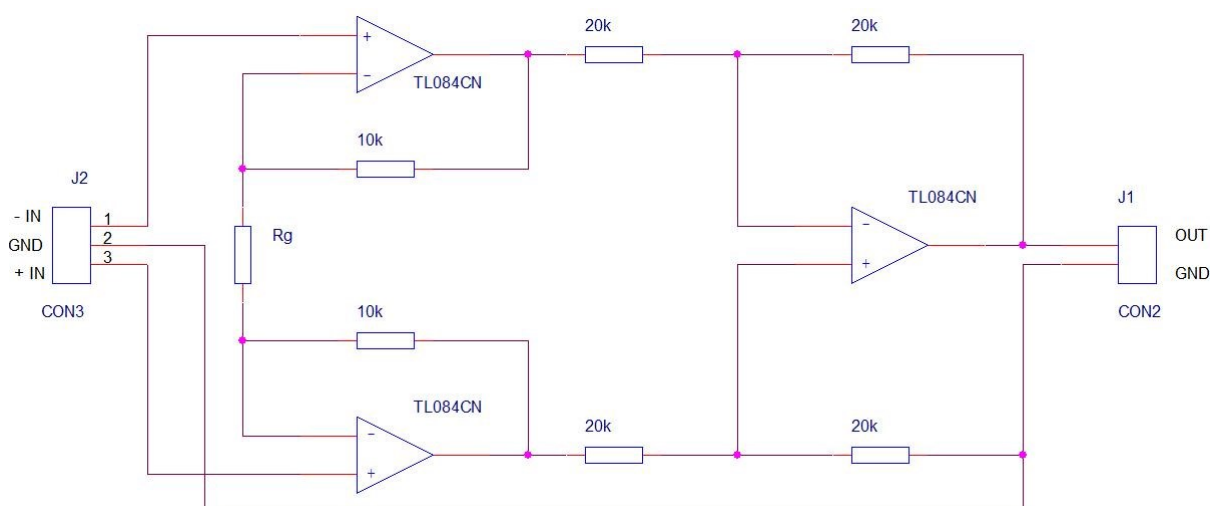 20k
20k
+
−
TL084CN
10k
J2
TL084CN
J1
- IN
1
Rg
−
OUT
GND
2
+ IN
3
+
GND
CON3
10k
CON2
TL084CN
20k
20k
−
+